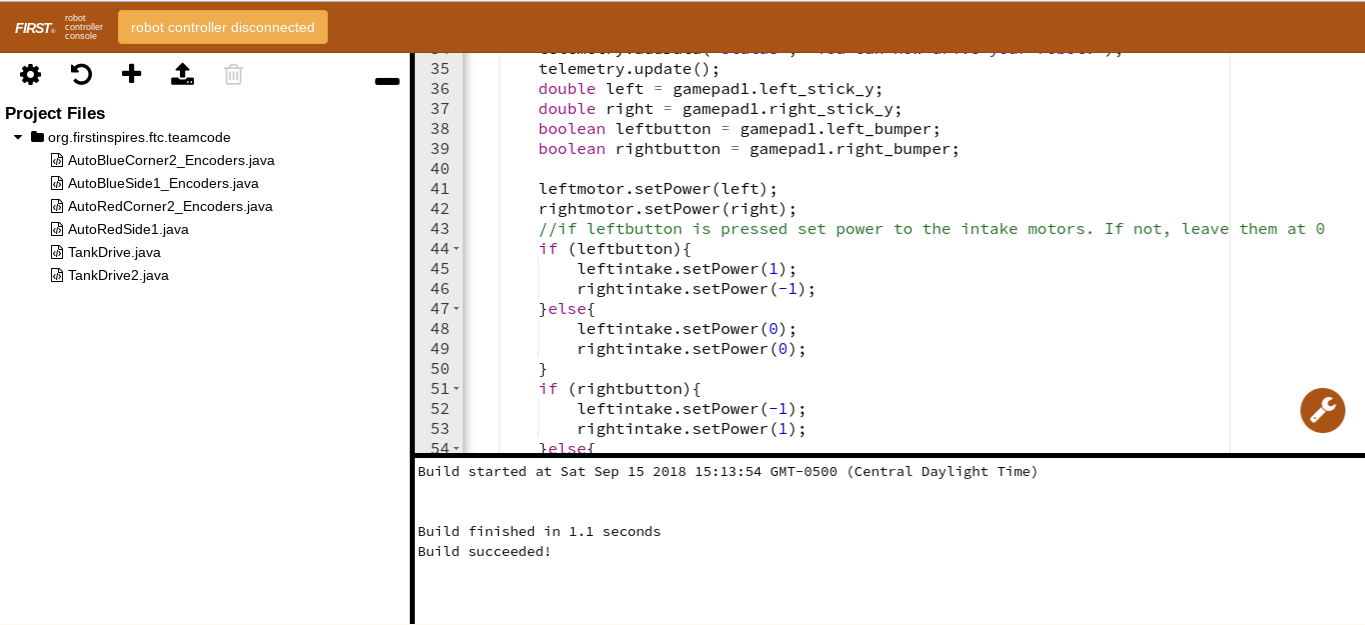 FIRST®
robot
controller
console
robot controller disconnected
Project Files
org.firstinspires.ftc.teamcode
AutoBlueCorner2_Encoders.java
AutoBlueSide1_Encoders.java
AutoRedCorner2_Encoders.java
AutoRedSide1.java
TankDrive.java
TankDrive2.java
35 telemetry.update();
36 double left = gamepad1.left_stick_y;
37 double right = gamepad1.right_stick_y;
38 boolean leftbutton = gamepad1.left_bumper;
39 boolean rightbutton = gamepad1.right_bumper;
40
41 leftmotor.setPower(left);
42 rightmotor.setPower(right);
43 //if leftbutton is pressed set power to the intake motors. If not, leave them at 0
44 if (leftbutton){
45 leftintake.setPower(1);
46 rightintake.setPower(-1);
47 }else{
48 leftintake.setPower(0);
49 rightintake.setPower(0);
50 }
51 if (rightbutton){
52 leftintake.setPower(-1);
53 rightintake.setPower(1);
54 }else{
Build started at Sat Sep 15 2018 15:13:54 GMT-0500 (Central Daylight Time)
Build finished in 1.1 seconds
Build succeeded!